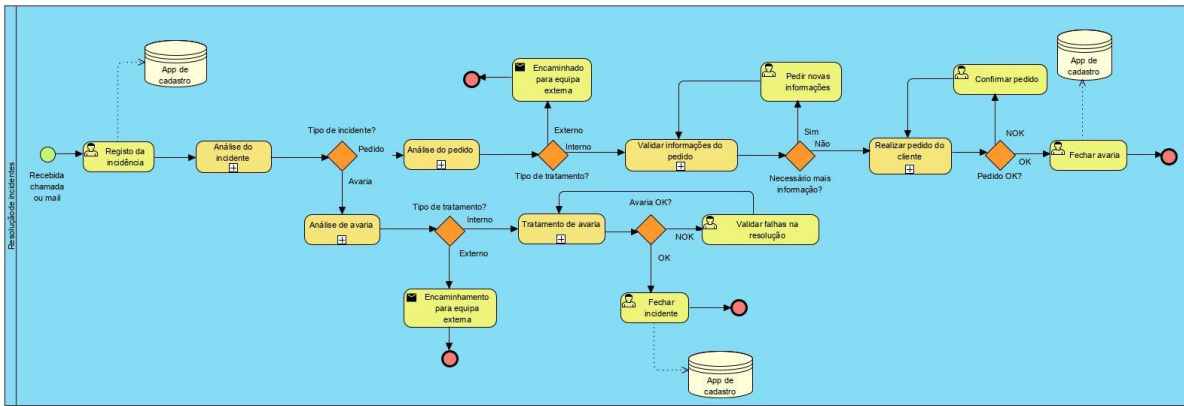 Resolução de incidentes
Recebida
chamada
ou mail
Registo da
incidência
App de
cadastro
Análise do
incidente
Tipo de incidente?
Pedido
Avaria
Análise do pedido
Encaminhado
para equipa
externa
Externo
Interno
Tipo de tratamento?
Validar informações do
pedido
Pedir novas
informações
Sim
Não
Necessário mais
informação?
Realizar pedido do
cliente
Confirmar pedido
NOK
OK
Pedido OK?
App de
cadastro
Fechar avaria
Análise de avaria
Tipo de tratamento?
Interno
Externo
Encaminhamento
para equipa
externa
Tratamento de avaria
Avaria OK?
NOK
OK
Validar falhas na
resolução
Fechar
incidente
App de
cadastro